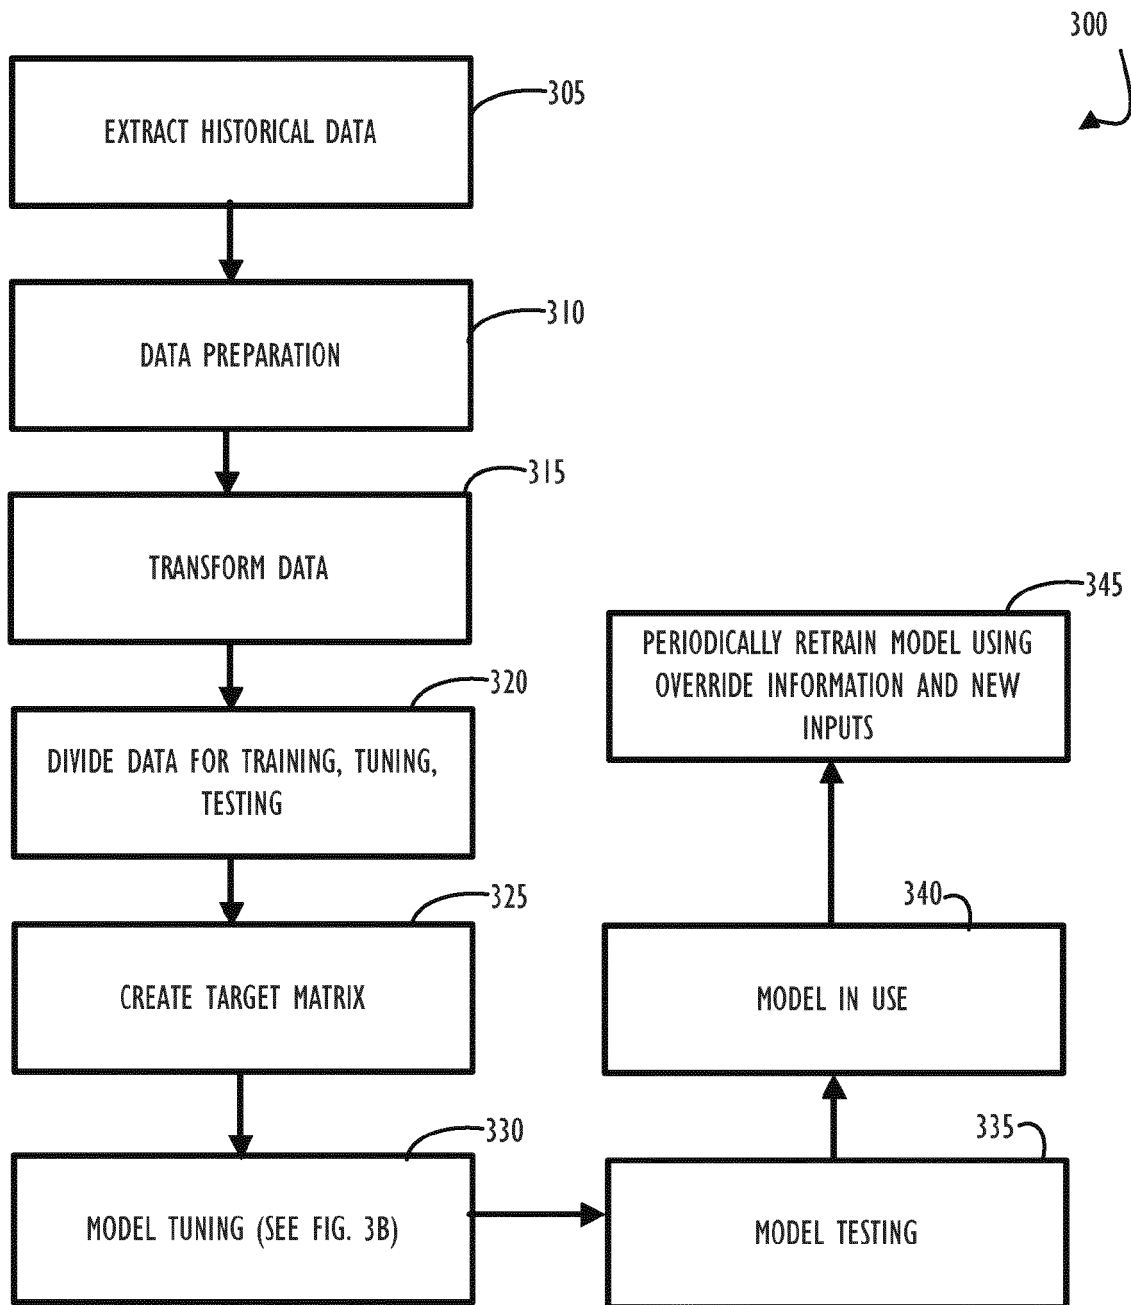 300
305
EXTRACT HISTORICAL DATA
310
DATA PREPARATION
315
TRANSFORM DATA
320
DIVIDE DATA FOR TRAINING, TUNING,
TESTING
325
CREATE TARGET MATRIX
330
MODEL TUNING (SEE FIG. 3B)
335
MODEL TESTING
340
MODEL IN USE
345
PERIODICALLY RETRAIN MODEL USING
OVERRIDE INFORMATION AND NEW
INPUTS